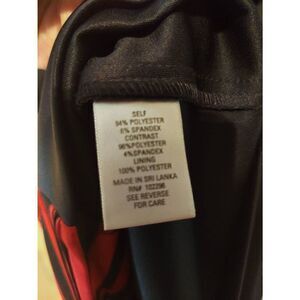 SELF
94% POLYESTER
6% SPANDEX
CONTRAST
96% POLYESTER
4% SPANDEX
LINING
100% POLYESTER
MADE IN SRI LANKA
RN# 102296
SEE REVERSE
FOR CARE